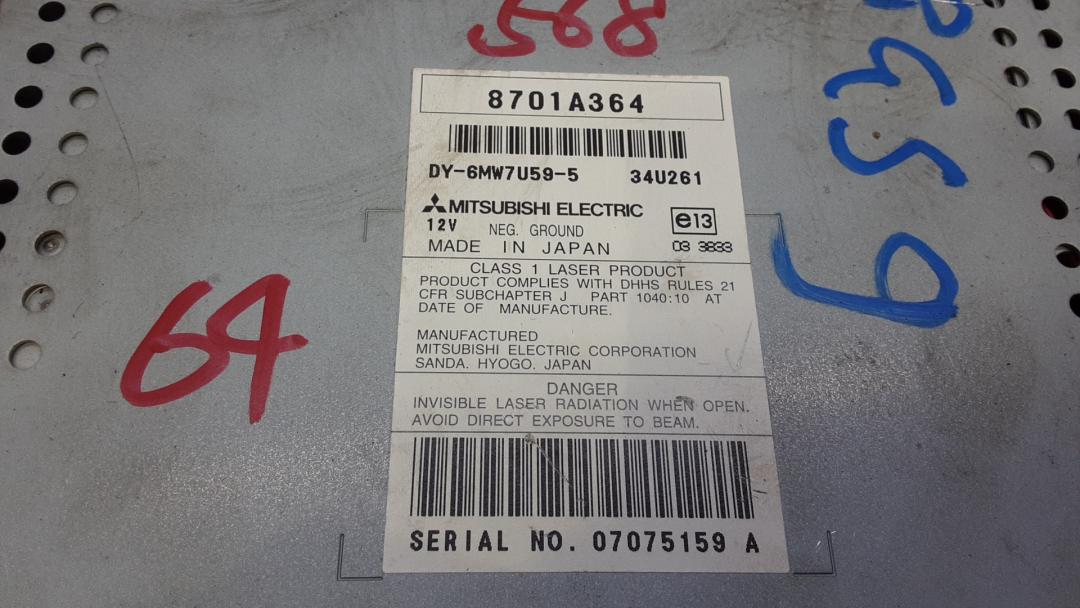 568
8701A364
DY-6MW7U59-5 34U261
MITSUBISHI ELECTRIC
12V NEG. GROUND e13
MADE IN JAPAN 03 3833
CLASS 1 LASER PRODUCT
PRODUCT COMPLIES WITH DHHS RULES 21
CFR SUBCHAPTER J PART 1040:10 AT
DATE OF MANUFACTURE.
MANUFACTURED
MITSUBISHI ELECTRIC CORPORATION
SANDA. HYOGO. JAPAN
DANGER
INVISIBLE LASER RADIATION WHEN OPEN.
AVOID DIRECT EXPOSURE TO BEAM.
SERIAL NO. 07075159 A
64